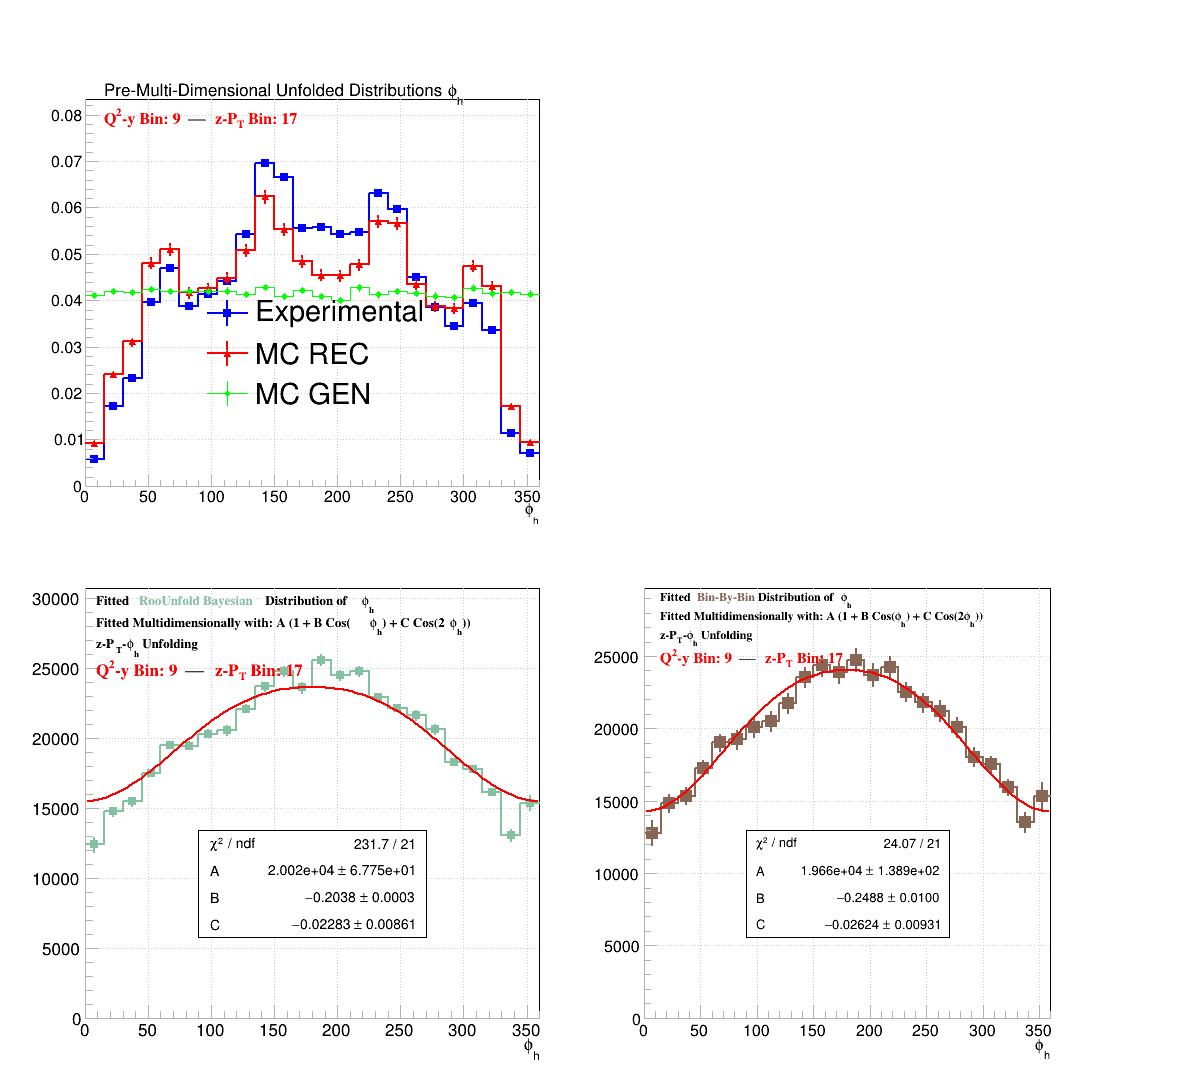 Pre-Multi-Dimensional Unfolded Distributions ϕh
Q²-y Bin: 9 — z-PT Bin: 17
0.08
0.07
0.06
0.05
0.04
0.03
0.02
0.01
0
Experimental
MC REC
MC GEN
0 50 100 150 200 250 300 350
ϕh
Fitted RooUnfold Bayesian Distribution of ϕh
Fitted Multidimensionally with: A (1 + B Cos( ϕh) + C Cos(2 ϕh))
z-PT-ϕh Unfolding
Q²-y Bin: 9 — z-PT Bin: 17
30000
25000
20000
15000
10000
5000
0
χ² / ndf 231.7 / 21
A 2.002e+04 ± 6.775e+01
B −0.2038 ± 0.0003
C −0.02283 ± 0.00861
0 50 100 150 200 250 300 350
ϕh
Fitted Bin-By-Bin Distribution of ϕh
Fitted Multidimensionally with: A (1 + B Cos(ϕh) + C Cos(2ϕh))
z-PT-ϕh Unfolding
Q²-y Bin: 9 — z-PT Bin: 17
25000
20000
15000
10000
5000
0
χ² / ndf 24.07 / 21
A 1.966e+04 ± 1.389e+02
B −0.2488 ± 0.0100
C −0.02624 ± 0.00931
0 50 100 150 200 250 300 350
ϕh